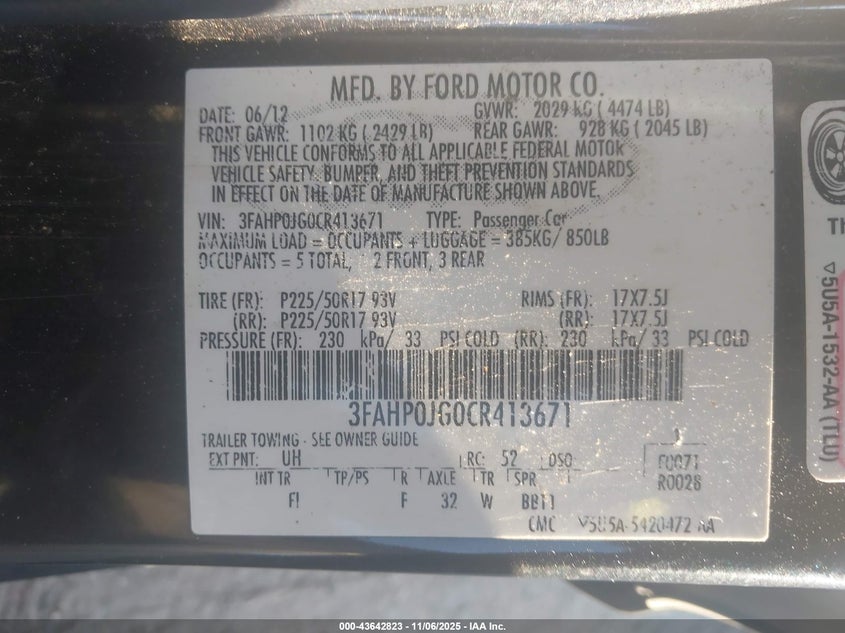 MFD. BY FORD MOTOR CO.
DATE: 06/12 GVWR: 2029 KG ( 4474 LB)
FRONT GAWR: 1102 KG ( 2429 LB) REAR GAWR: 928 KG ( 2045 LB)
THIS VEHICLE CONFORMS TO ALL APPLICABLE FEDERAL MOTOR
VEHICLE SAFETY, BUMPER, AND THEFT PREVENTION STANDARDS
IN EFFECT ON THE DATE OF MANUFACTURE SHOWN ABOVE.
VIN: 3FAHP0JG0CR413671 TYPE: Passenger Car
MAXIMUM LOAD = OCCUPANTS + LUGGAGE = 385KG/ 850LB
OCCUPANTS = 5 TOTAL, 2 FRONT, 3 REAR
TIRE (FR): P225/50R17 93V RIMS (FR): 17X7.5J
(RR): P225/50R17 93V (RR): 17X7.5J
PRESSURE (FR): 230 kPa/ 33 PSI COLD (RR): 230 kPa/ 33 PSI COLD
3FAHP0JG0CR413671
TRAILER TOWING - SEE OWNER GUIDE
EXT PNT: UH RC: 52 DSO: F0071
R0028
INT TR TP/PS R AXLE TR SPR
F 32 W BB11
CMC 5U5A-5420472-AA
TH
5U5A-1532-AA (TLU)
000-43642823 - 11/06/2025 - IAA Inc.